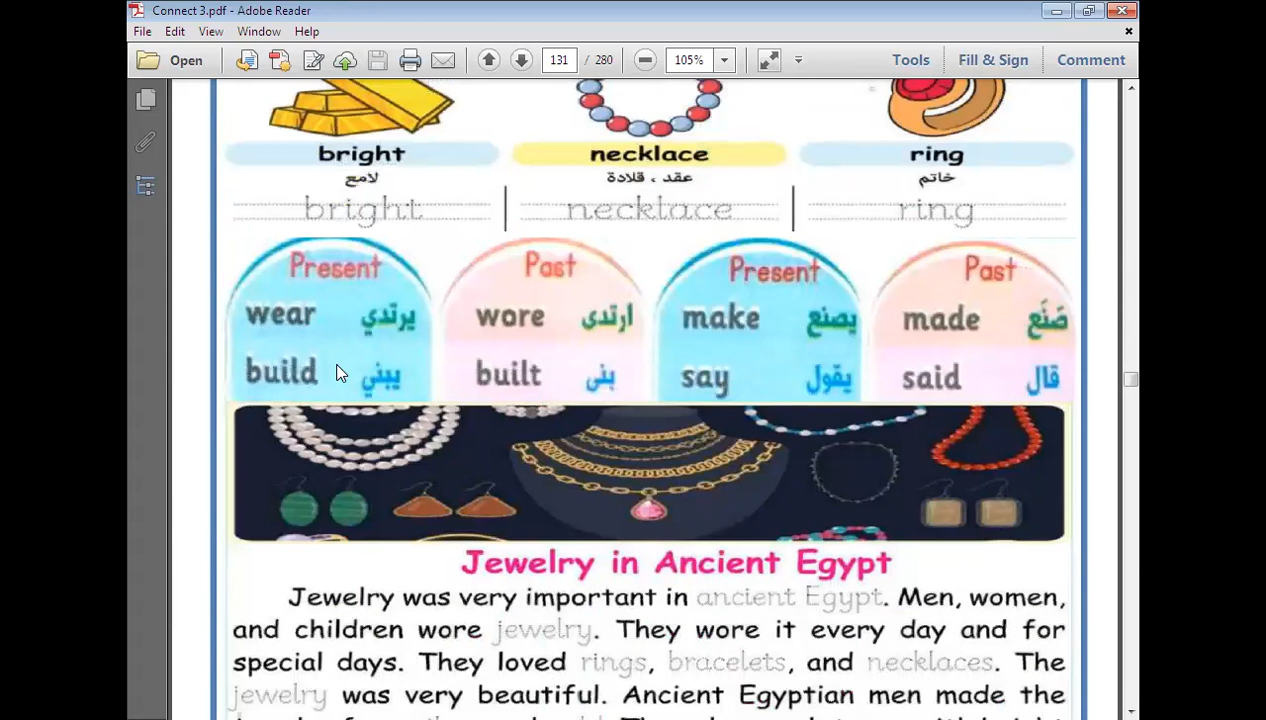 Connect 3.pdf - Adobe Reader
File Edit View Window Help
Open 131 / 280 105% Tools Fill & Sign Comment
bright necklace ring
لامع عقد ، قلادة خاتم
bright necklace ring
Present Past Present Past
wear يرتدي wore ارتدى make يصنع made صَنَع
build يبني built بنى say يقول said قال
Jewelry in Ancient Egypt
Jewelry was very important in ancient Egypt. Men, women,
and children wore jewelry. They wore it every day and for
special days. They loved rings, bracelets, and necklaces. The
jewelry was very beautiful. Ancient Egyptian men made the